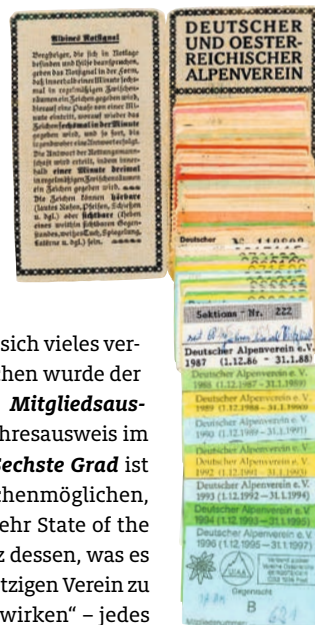 Alpines Notsignal
Bergsteiger, die sich in Notlage
befinden und Hilfe beanspruchen,
geben das Notsignal in der Form,
daß innerhalb einer Minute sechs-
mal in regelmäßigen Zwischen-
räumen ein Zeichen gegeben wird,
hierauf eine Pause von einer Mi-
nute eintritt, worauf wieder das
Zeichen sechsmal in der Minute
gegeben wird, und so fort, bis
irgendwoher eine Antwort erfolgt.
Die Antwort der Rettungsmann-
schaft wird erteilt, indem inner-
halb einer Minute dreimal
in regelmäßigen Zwischenräumen
ein Zeichen gegeben wird.
Die Zeichen können hörbare
(lautes Rufen, Pfeifen, Schießen
u. dgl.) oder sichtbare (Heben
eines weithin sichtbaren Gegen-
standes, weißes Tuch, Spiegelung,
Laterne u. dgl.) sein.
DEUTSCHER
UND OESTER-
REICHISCHER
ALPENVEREIN
Deutscher
Sektions - Nr. 222
Deutscher Alpenverein e.V.
1987 (1.12.86 - 31.1.88)
Deutscher Alpenverein e. V.
1988 (1.12.1987 - 31.1.1989)
Deutscher Alpenverein e. V.
1989 (1.12.1988 - 31.1.1990)
Deutscher Alpenverein e. V.
1990 (1.12.1989 - 31.1.1991)
Deutscher Alpenverein e. V.
Deutscher Alpenverein e. V.
1992 (1.12.1991 - 31.1.1993)
Deutscher Alpenverein e. V.
1993 (1.12.1992 - 31.1.1994)
Deutscher Alpenverein e. V.
1994 (1.12.1993 - 31.1.1995)
Deutscher Alpenverein e. V.
1996 (1.12.1995 - 31.1.1997)
UIAA
Gegenrecht
B
Mitgliedsnummer:
sich vieles ver-
chen wurde der
Mitgliedsaus-
hresausweis im
Sechste Grad ist
chenmöglichen,
ehr State of the
z dessen, was es
tzigen Verein zu
wirken“ – jedes